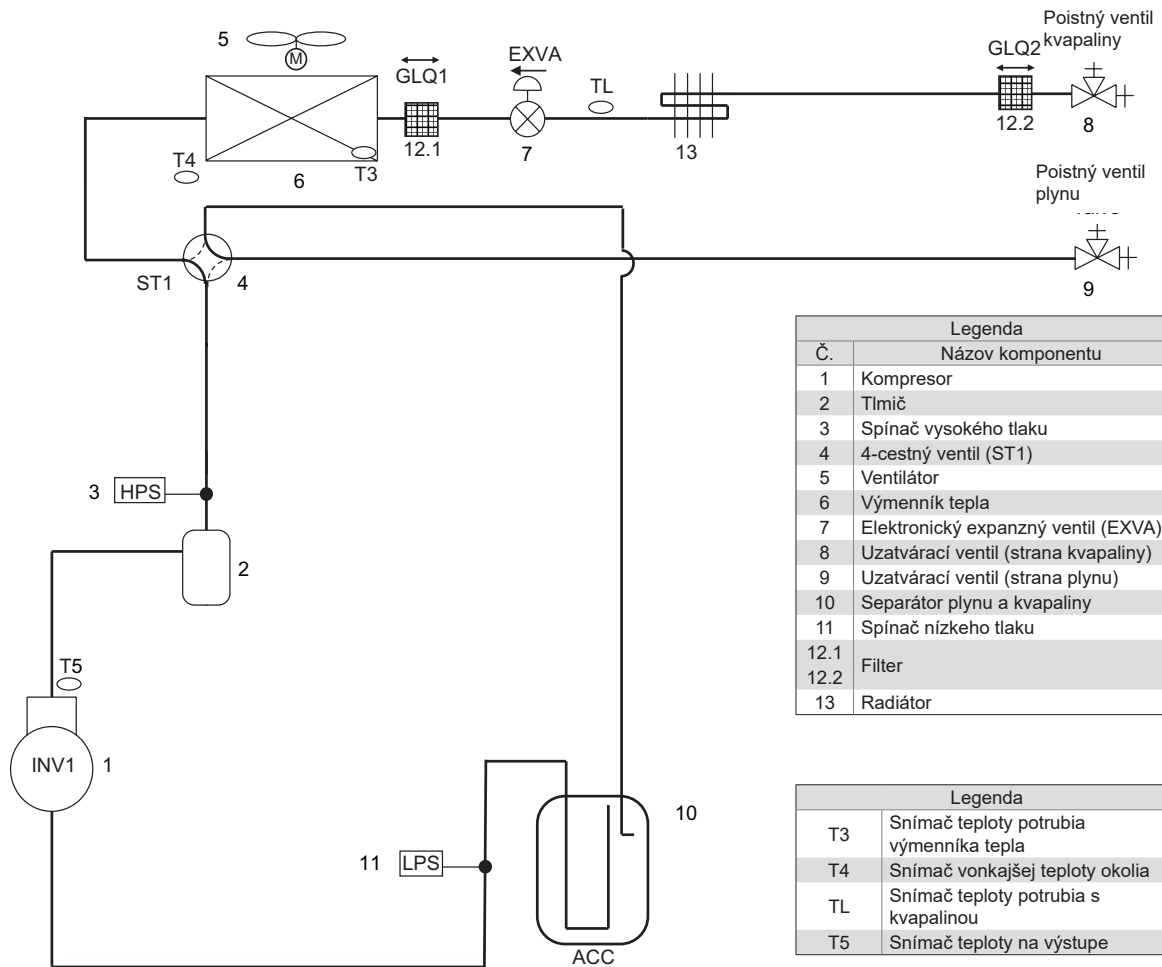 5
M
GLQ1
EXVA
TL
GLQ2
Poistný ventil
kvapaliny
12.1
7
13
12.2
8
T4
T3
6
Poistný ventil
plynu
ST1
4
9
3
HPS
2
T5
INV1
1
10
11
LPS
ACC
Legenda
Č. Názov komponentu
1 Kompresor
2 Tlmič
3 Spínač vysokého tlaku
4 4-cestný ventil (ST1)
5 Ventilátor
6 Výmenník tepla
7 Elektronický expanzný ventil (EXVA)
8 Uzatvárací ventil (strana kvapaliny)
9 Uzatvárací ventil (strana plynu)
10 Separátor plynu a kvapaliny
11 Spínač nízkeho tlaku
12.1
12.2
Filter
13 Radiátor
Legenda
T3 Snímač teploty potrubia
výmenníka tepla
T4 Snímač vonkajšej teploty okolia
TL Snímač teploty potrubia s
kvapalinou
T5 Snímač teploty na výstupe